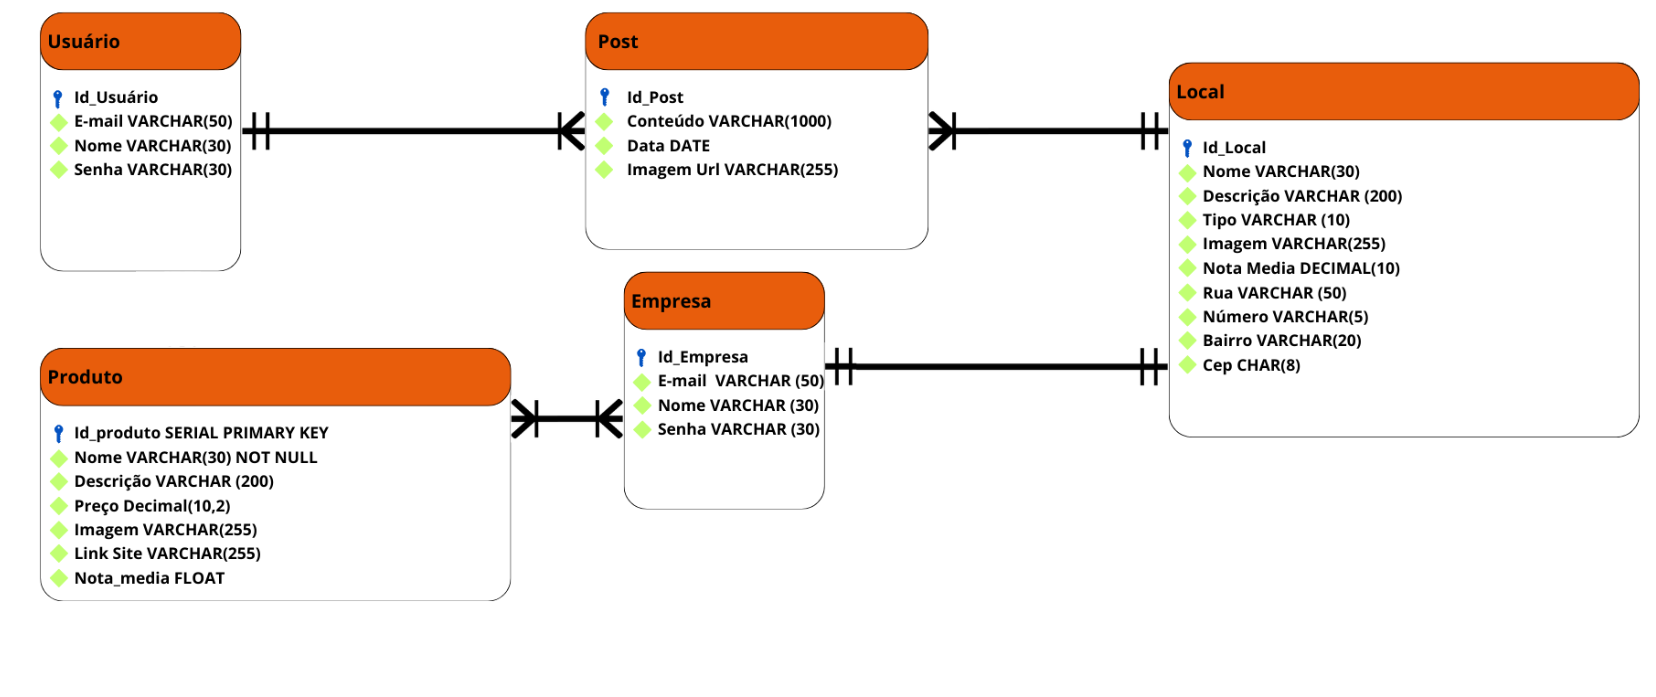 Usuário
Id_Usuário
E-mail VARCHAR(50)
Nome VARCHAR(30)
Senha VARCHAR(30)
Post
Id_Post
Conteúdo VARCHAR(1000)
Data DATE
Imagem Url VARCHAR(255)
Local
Id_Local
Nome VARCHAR(30)
Descrição VARCHAR (200)
Tipo VARCHAR (10)
Imagem VARCHAR(255)
Nota Media DECIMAL(10)
Rua VARCHAR (50)
Número VARCHAR(5)
Bairro VARCHAR(20)
Cep CHAR(8)
Empresa
Id_Empresa
E-mail  VARCHAR (50)
Nome VARCHAR (30)
Senha VARCHAR (30)
Produto
Id_produto SERIAL PRIMARY KEY
Nome VARCHAR(30) NOT NULL
Descrição VARCHAR (200)
Preço Decimal(10,2)
Imagem VARCHAR(255)
Link Site VARCHAR(255)
Nota_media FLOAT